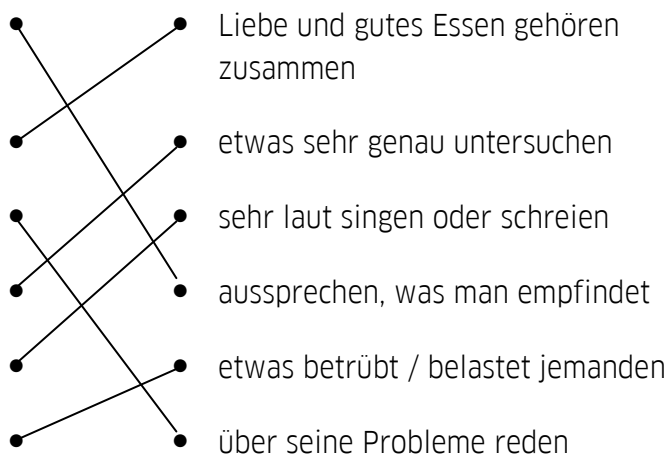 Liebe und gutes Essen gehören
zusammen
etwas sehr genau untersuchen
sehr laut singen oder schreien
aussprechen, was man empfindet
etwas betrübt / belastet jemanden
über seine Probleme reden